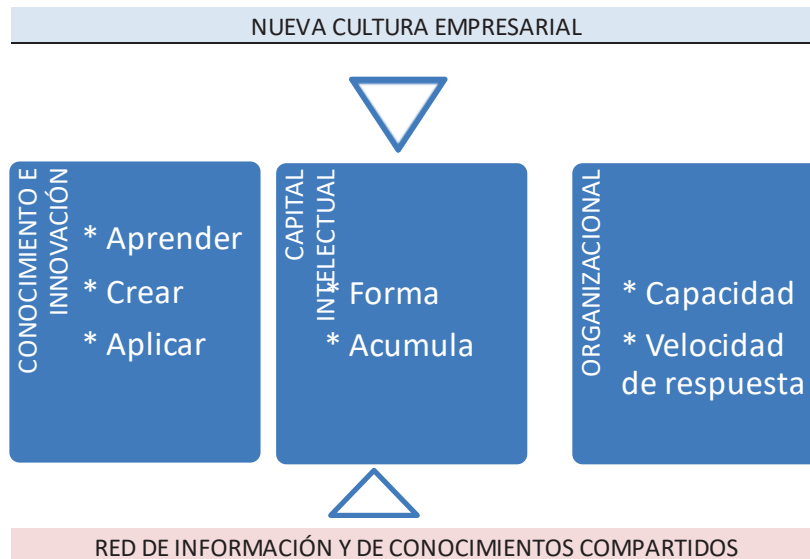 NUEVA CULTURA EMPRESARIAL
CONOCIMIENTO E
INNOVACIÓN
* Aprender
* Crear
* Aplicar
CAPITAL
INTELECTUAL
* Forma
* Acumula
ORGANIZACIONAL
* Capacidad
* Velocidad
de respuesta
RED DE INFORMACIÓN Y DE CONOCIMIENTOS COMPARTIDOS